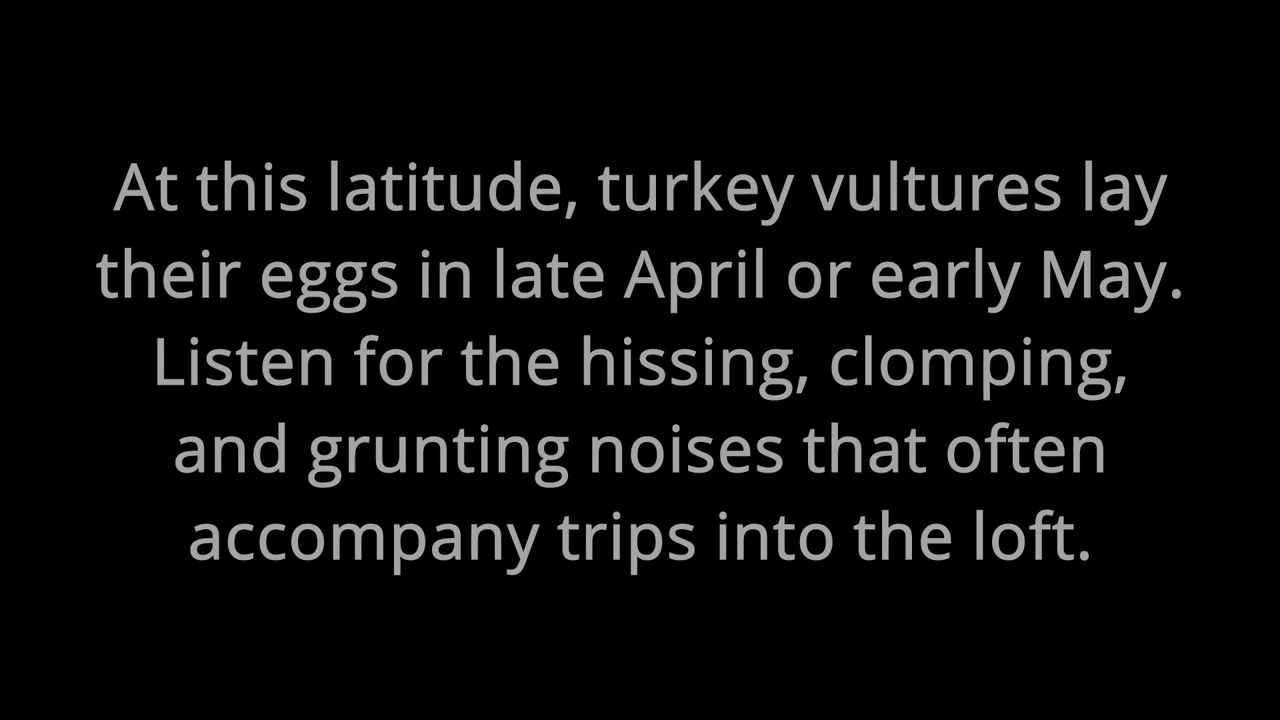 At this latitude, turkey vultures lay
their eggs in late April or early May.
Listen for the hissing, clomping,
and grunting noises that often
accompany trips into the loft.